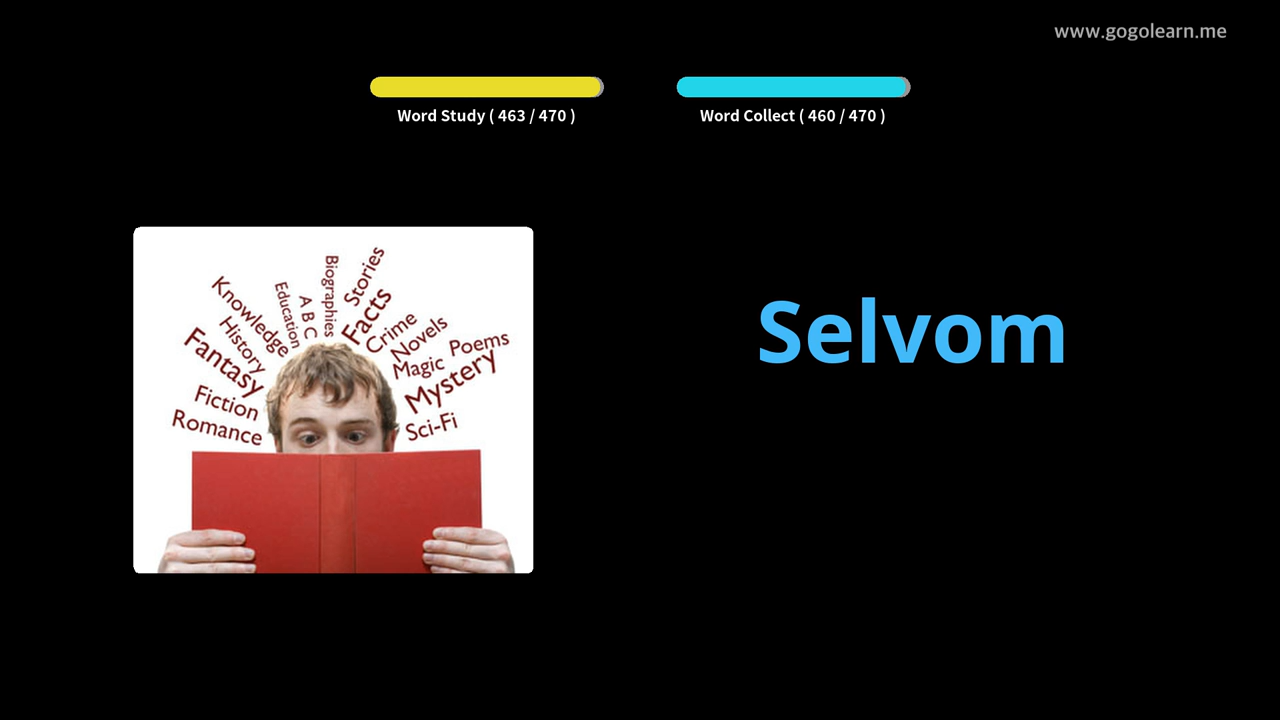 www.gogolearn.me
Word Study ( 463 / 470 )
Word Collect ( 460 / 470 )
Selvom
Romance
Fiction
Fantasy
History
Knowledge
Education
A B C
Biographies
Stories
Facts
Crime
Novels
Magic
Poems
Mystery
Sci-Fi